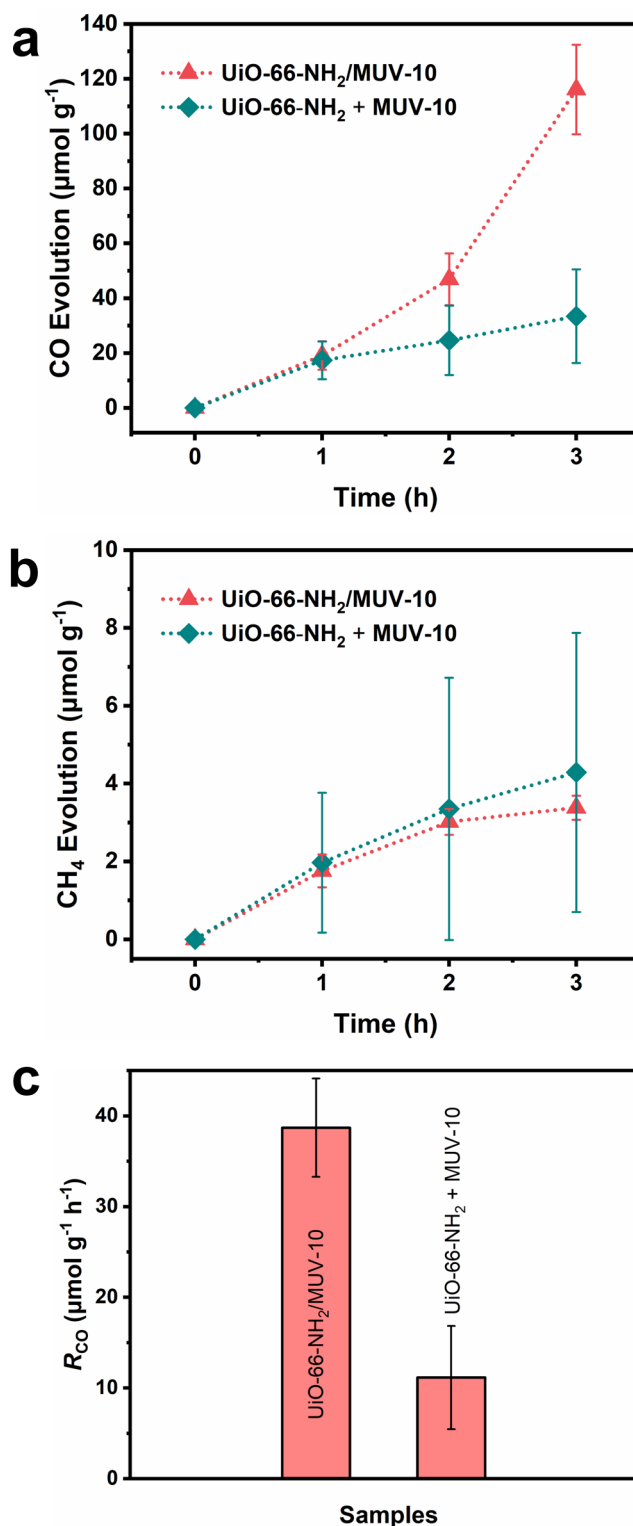 a
CO Evolution (μmol g⁻¹)
140
120
100
80
60
40
20
0
UiO-66-NH₂/MUV-10
UiO-66-NH₂ + MUV-10
0 1 2 3
Time (h)
b
CH₄ Evolution (μmol g⁻¹)
10
8
6
4
2
0
UiO-66-NH₂/MUV-10
UiO-66-NH₂ + MUV-10
0 1 2 3
Time (h)
c
R_CO (μmol g⁻¹ h⁻¹)
40
30
20
10
0
UiO-66-NH₂/MUV-10
UiO-66-NH₂ + MUV-10
Samples